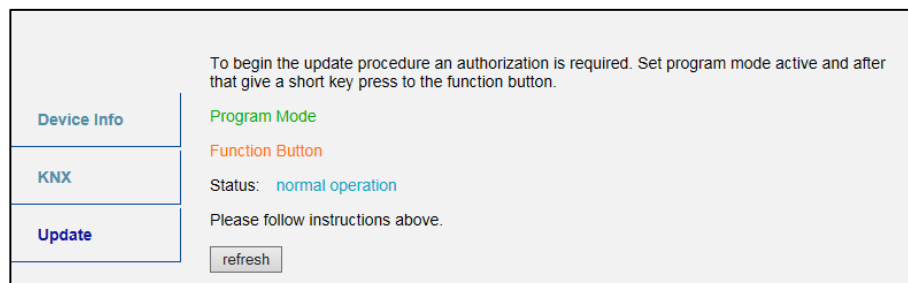 To begin the update procedure an authorization is required. Set program mode active and after
that give a short key press to the function button.
Device Info
Program Mode
Function Button
KNX
Status: normal operation
Please follow instructions above.
Update
refresh